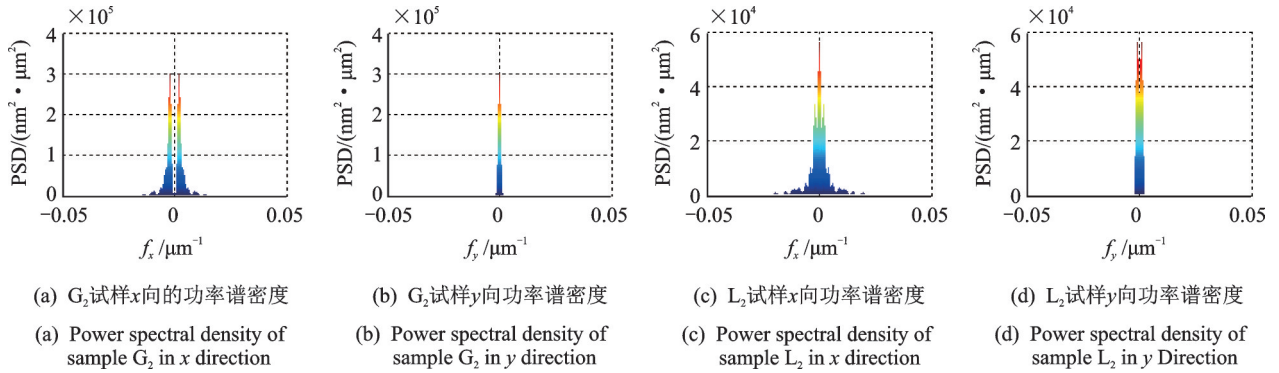 ×10⁵
PSD/(nm²•μm²)
4
3
2
1
0
−0.05 0 0.05
fₓ /μm⁻¹
(a) G₂试样x向的功率谱密度
(a) Power spectral density of
sample G₂ in x direction
×10⁵
PSD/(nm²•μm²)
4
3
2
1
0
−0.05 0 0.05
f_y /μm⁻¹
(b) G₂试样y向功率谱密度
(b) Power spectral density of
sample G₂ in y direction
×10⁴
PSD/(nm²•μm²)
6
4
2
0
−0.05 0 0.05
fₓ /μm⁻¹
(c) L₂试样x向功率谱密度
(c) Power spectral density of
sample L₂ in x direction
×10⁴
PSD/(nm²•μm²)
6
4
2
0
−0.05 0 0.05
f_y /μm⁻¹
(d) L₂试样y向功率谱密度
(d) Power spectral density of
sample L₂ in y Direction